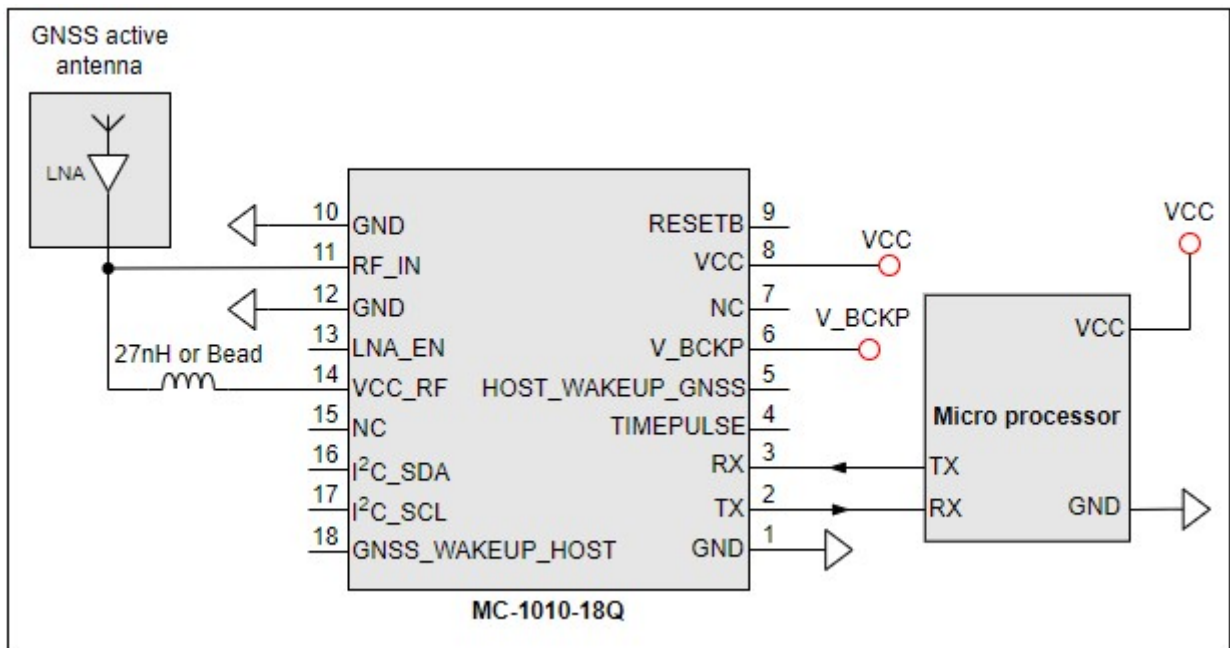 GNSS active
antenna
LNA
27nH or Bead
10 GND
11 RF_IN
12 GND
13 LNA_EN
14 VCC_RF
15 NC
16 I²C_SDA
17 I²C_SCL
18 GNSS_WAKEUP_HOST
RESETB 9
VCC 8
NC 7
V_BCKP 6
HOST_WAKEUP_GNSS 5
TIMEPULSE 4
RX 3
TX 2
GND 1
MC-1010-18Q
VCC
V_BCKP
VCC
VCC
Micro processor
TX
RX
GND